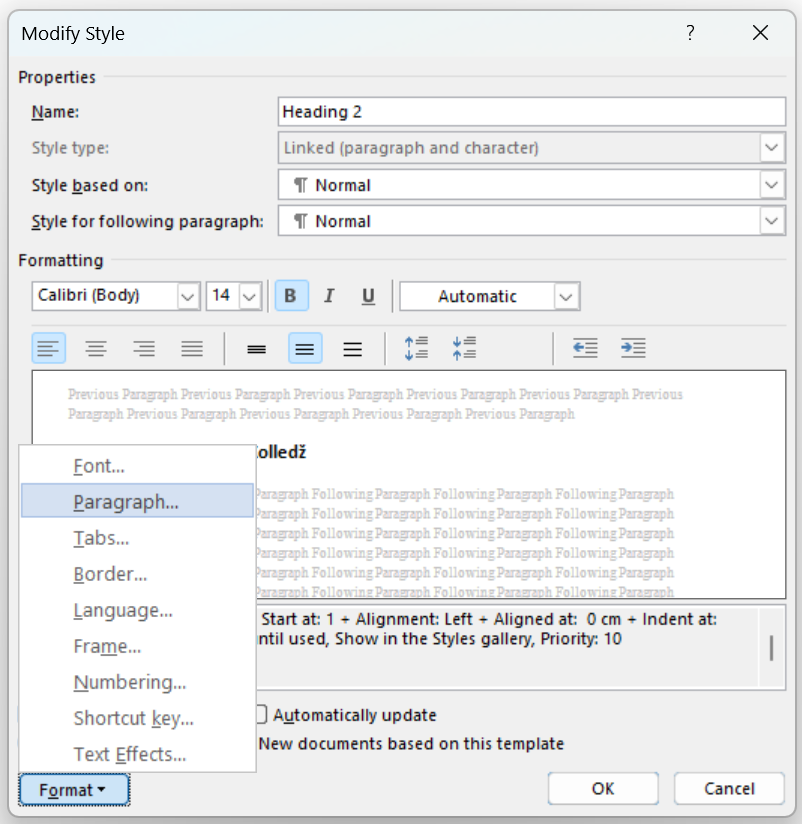 Modify Style
?
Properties
Name:
Heading 2
Style type:
Linked (paragraph and character)
Style based on:
¶ Normal
Style for following paragraph:
¶ Normal
Formatting
Calibri (Body)
14
B
I
U
Automatic
Previous Paragraph Previous Paragraph Previous Paragraph Previous Paragraph Previous Paragraph Previous
Paragraph Previous Paragraph Previous Paragraph Previous Paragraph Previous Paragraph
olledž
Paragraph Following Paragraph Following Paragraph Following Paragraph
Paragraph Following Paragraph Following Paragraph Following Paragraph
Paragraph Following Paragraph Following Paragraph Following Paragraph
Paragraph Following Paragraph Following Paragraph Following Paragraph
Paragraph Following Paragraph Following Paragraph Following Paragraph
Paragraph Following Paragraph Following Paragraph Following Paragraph
Start at: 1 + Alignment: Left + Aligned at: 0 cm + Indent at:
ntil used, Show in the Styles gallery, Priority: 10
Automatically update
New documents based on this template
Font...
Paragraph...
Tabs...
Border...
Language...
Frame...
Numbering...
Shortcut key...
Text Effects...
Format
OK
Cancel